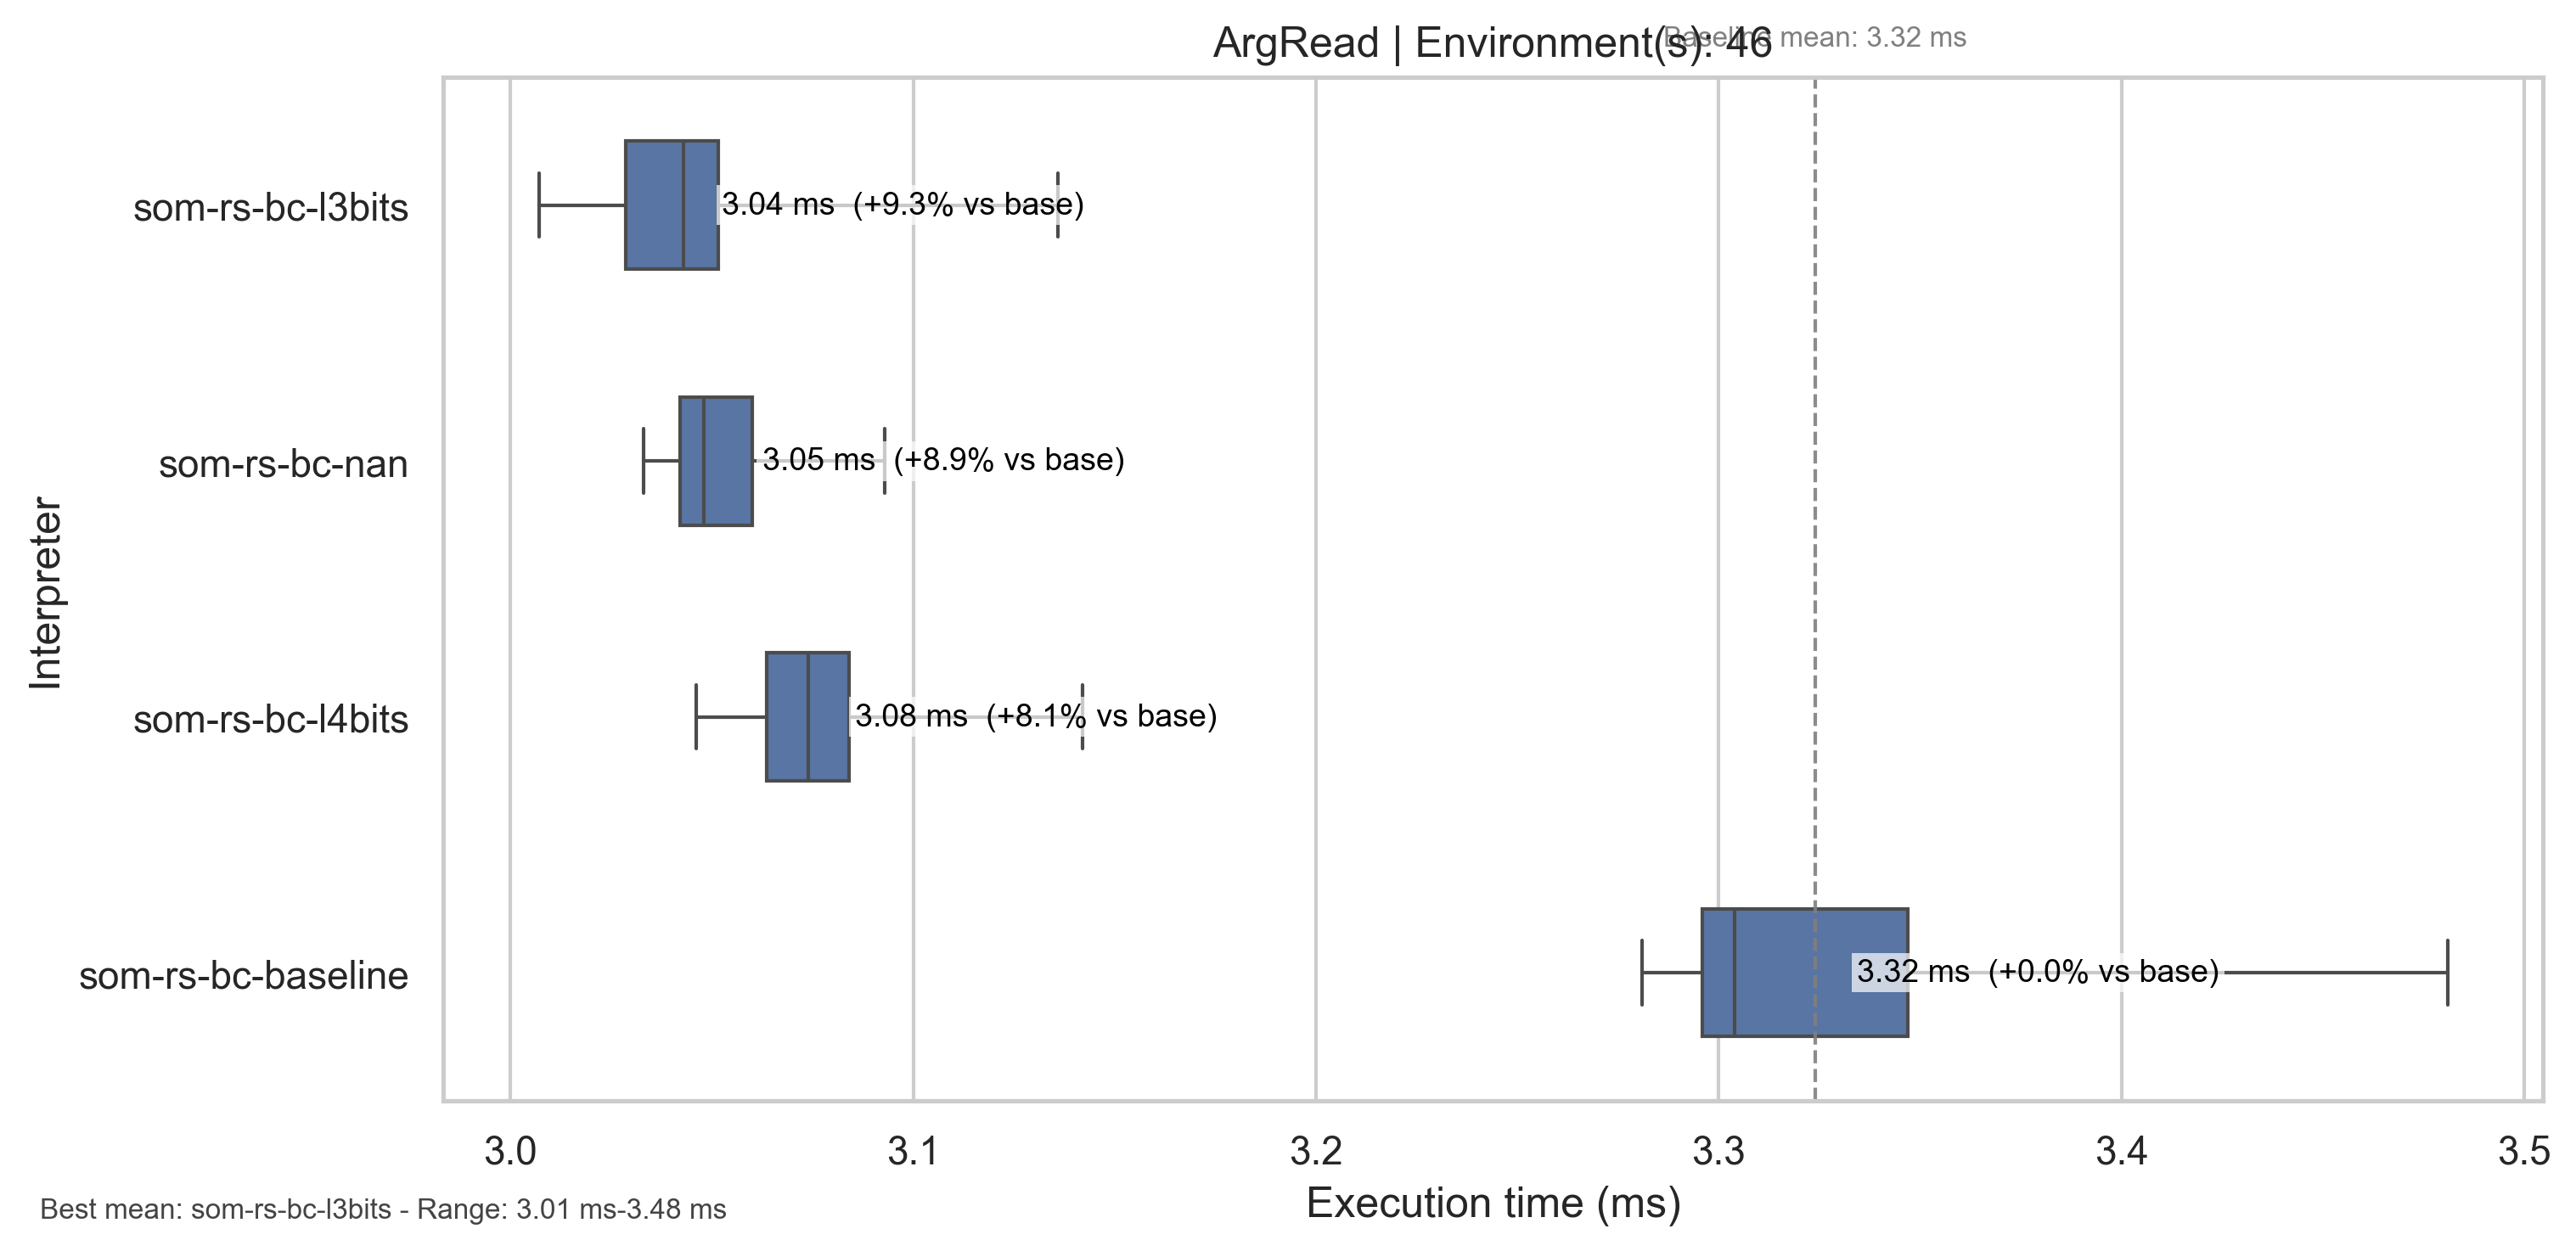 ArgRead | Environment(s): 46
Baseline mean: 3.32 ms
Interpreter
som-rs-bc-l3bits
3.04 ms (+9.3% vs base)
som-rs-bc-nan
3.05 ms (+8.9% vs base)
som-rs-bc-l4bits
3.08 ms (+8.1% vs base)
som-rs-bc-baseline
3.32 ms (+0.0% vs base)
3.0 3.1 3.2 3.3 3.4 3.5
Execution time (ms)
Best mean: som-rs-bc-l3bits - Range: 3.01 ms-3.48 ms